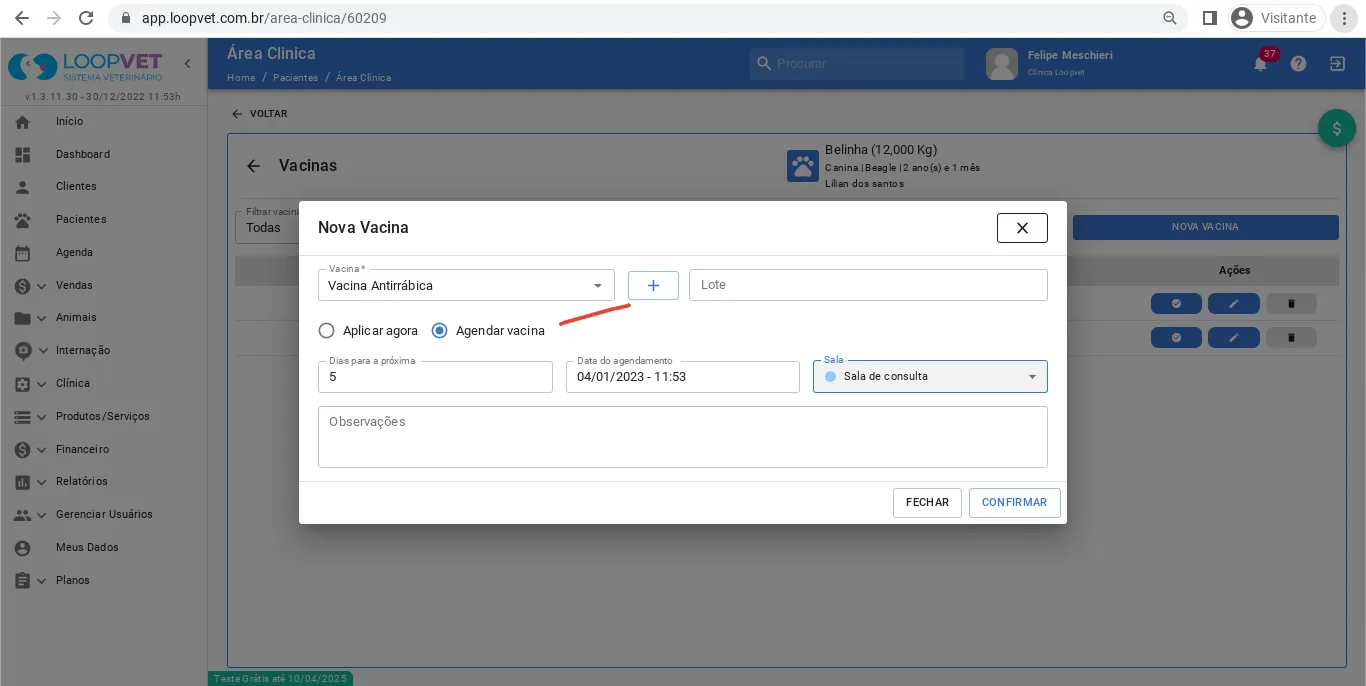 app.loopvet.com.br/area-clinica/60209
Visitante
LOOPVET
SISTEMA VETERINÁRIO
v1.3.11.30 - 30/12/2022 11:53h
Início
Dashboard
Clientes
Pacientes
Agenda
Vendas
Animais
Internação
Clínica
Produtos/Serviços
Financeiro
Relatórios
Gerenciar Usuários
Meus Dados
Planos
Área Clinica
Home / Pacientes / Área Clínica
Procurar
Felipe Meschieri
Clínica Loopvet
37
VOLTAR
Vacinas
Belinha (12,000 Kg)
Canina | Beagle | 2 ano(s) e 1 mês
Lilian dos santos
Filtrar vacina
Todas
NOVA VACINA
Ações
Nova Vacina
Vacina *
Vacina Antirrábica
Lote
Aplicar agora
Agendar vacina
Dias para a próxima
5
Data do agendamento
04/01/2023 - 11:53
Sala
Sala de consulta
Observações
FECHAR
CONFIRMAR
Teste Grátis até 10/04/2025